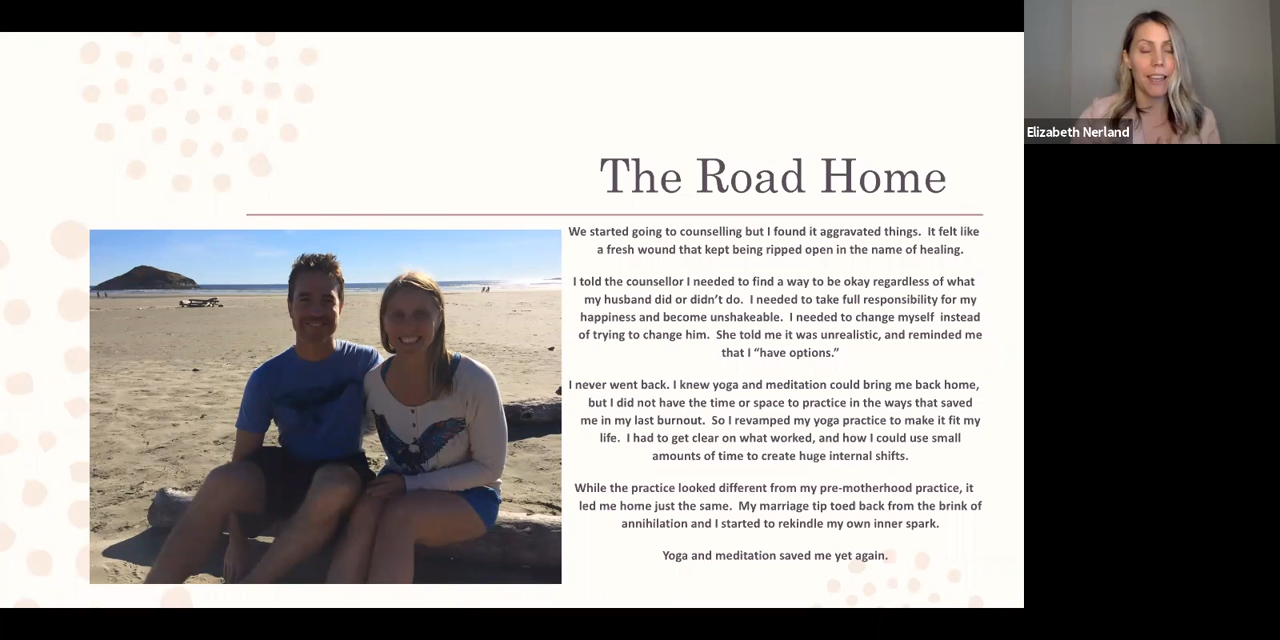 The Road Home
We started going to counselling but I found it aggravated things.  It felt like
a fresh wound that kept being ripped open in the name of healing.
I told the counsellor I needed to find a way to be okay regardless of what
my husband did or didn’t do.  I needed to take full responsibility for my
happiness and become unshakeable.  I needed to change myself  instead
of trying to change him.  She told me it was unrealistic, and reminded me
that I “have options.”
I never went back. I knew yoga and meditation could bring me back home,
but I did not have the time or space to practice in the ways that saved
me in my last burnout.  So I revamped my yoga practice to make it fit my
life.  I had to get clear on what worked, and how I could use small
amounts of time to create huge internal shifts.
While the practice looked different from my pre-motherhood practice, it
led me home just the same.  My marriage tip toed back from the brink of
annihilation and I started to rekindle my own inner spark.
Yoga and meditation saved me yet again.
Elizabeth Nerland